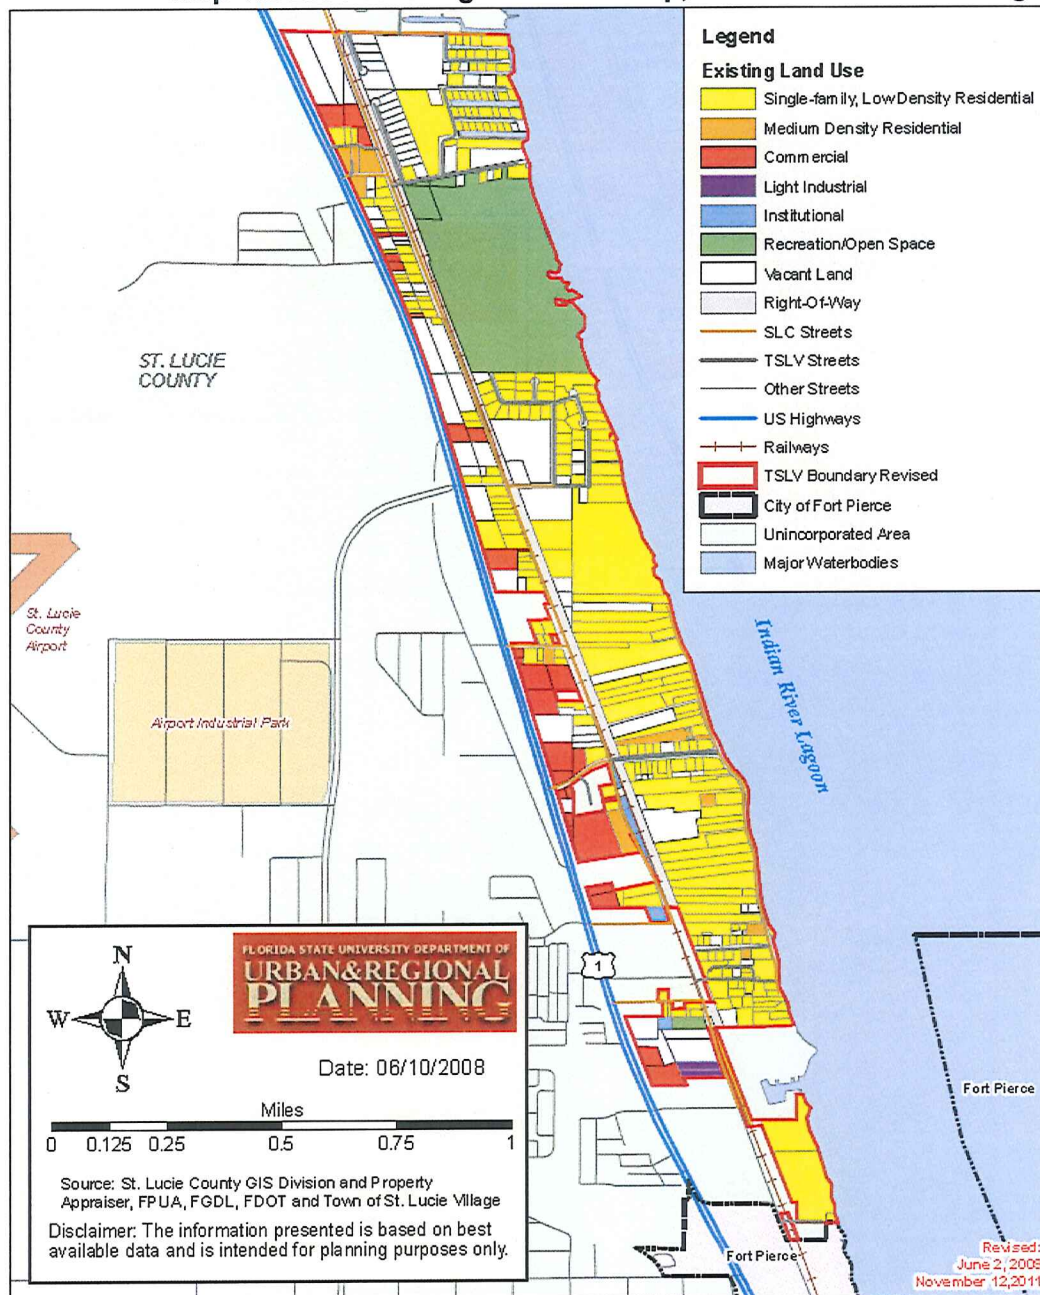 Legend
Existing Land Use
Single-family, Low Density Residential
Medium Density Residential
Commercial
Light Industrial
Institutional
Recreation/Open Space
Vacant Land
Right-Of-Way
SLC Streets
TSLV Streets
Other Streets
US Highways
Railways
TSLV Boundary Revised
City of Fort Pierce
Unincorporated Area
Major Waterbodies
ST. LUCIE
COUNTY
St. Lucie
County
Airport
Airport Industrial Park
Indian River Lagoon
1
Fort Pierce
Fort Pierce
N
W
E
S
FLORIDA STATE UNIVERSITY DEPARTMENT OF
URBAN&REGIONAL
PLANNING
Date: 06/10/2008
Miles
0 0.125 0.25 0.5 0.75 1
Source: St. Lucie County GIS Division and Property
Appraiser, FPUA, FGDL, FDOT and Town of St. Lucie Village
Disclaimer: The information presented is based on best
available data and is intended for planning purposes only.
Revised:
June 2, 2009
November 12,2011